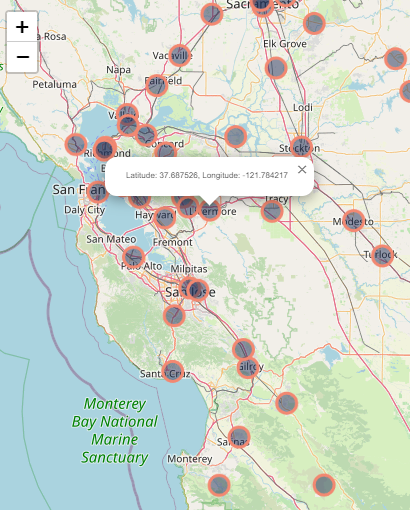 Sacramento
+
a Rosa
Elk Grove
−
Vacaville
Napa
Petaluma
Fairfield
Lodi
Concord
Richmond
Stockton
×
Latitude: 37.687526, Longitude: -121.784217
San Fran
Livermore
Tracy
Daly City
Hayward
Modesto
San Mateo
Fremont
Turlock
Palo Alto
Milpitas
San Jose
Santa Cruz
Gilroy
Monterey
Bay National
Marine
Sanctuary
Salinas
Monterey